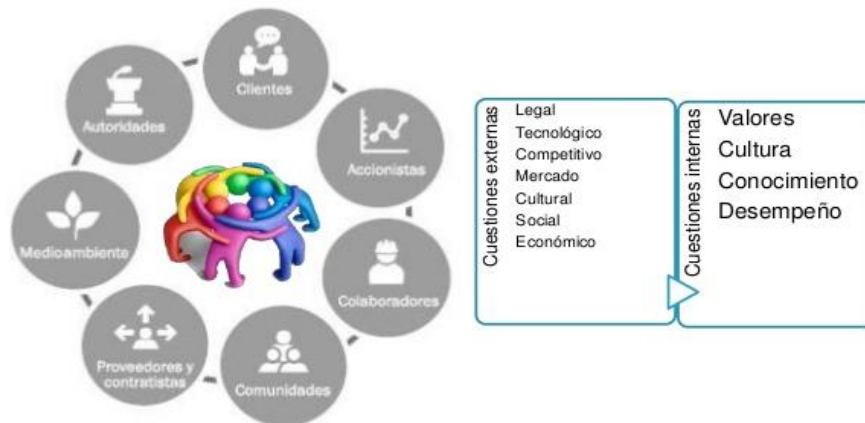 Clientes
Accionistas
Colaboradores
Comunidades
Proveedores y
contratistas
Medioambiente
Autoridades
Cuestiones externas
Legal
Tecnológico
Competitivo
Mercado
Cultural
Social
Económico
Cuestiones internas
Valores
Cultura
Conocimiento
Desempeño